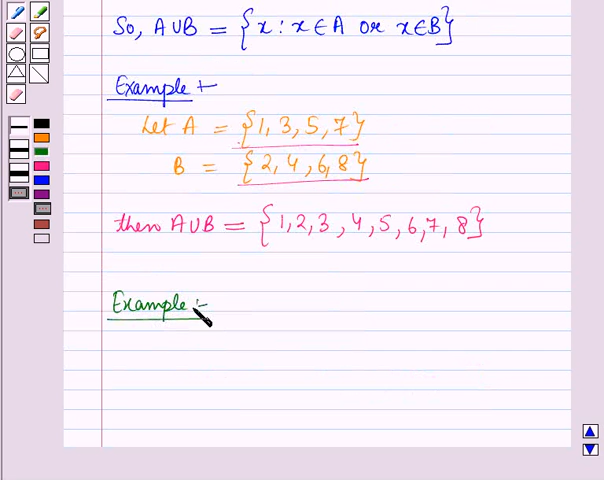 So, A∪B = {x : x∈A or x∈B}
Example :-
Let A = {1, 3, 5, 7}
B = {2, 4, 6, 8}
then A∪B = {1, 2, 3, 4, 5, 6, 7, 8}
Example :-